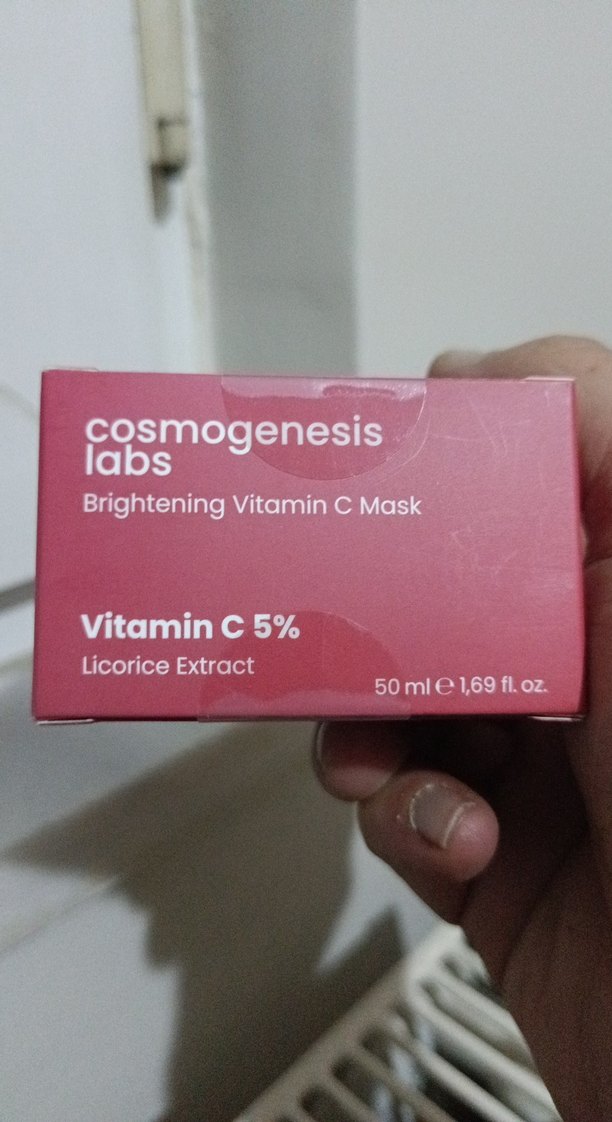 cosmogenesis
labs
Brightening Vitamin C Mask
Vitamin C 5%
Licorice Extract
50 ml ℮ 1,69 fl. oz.